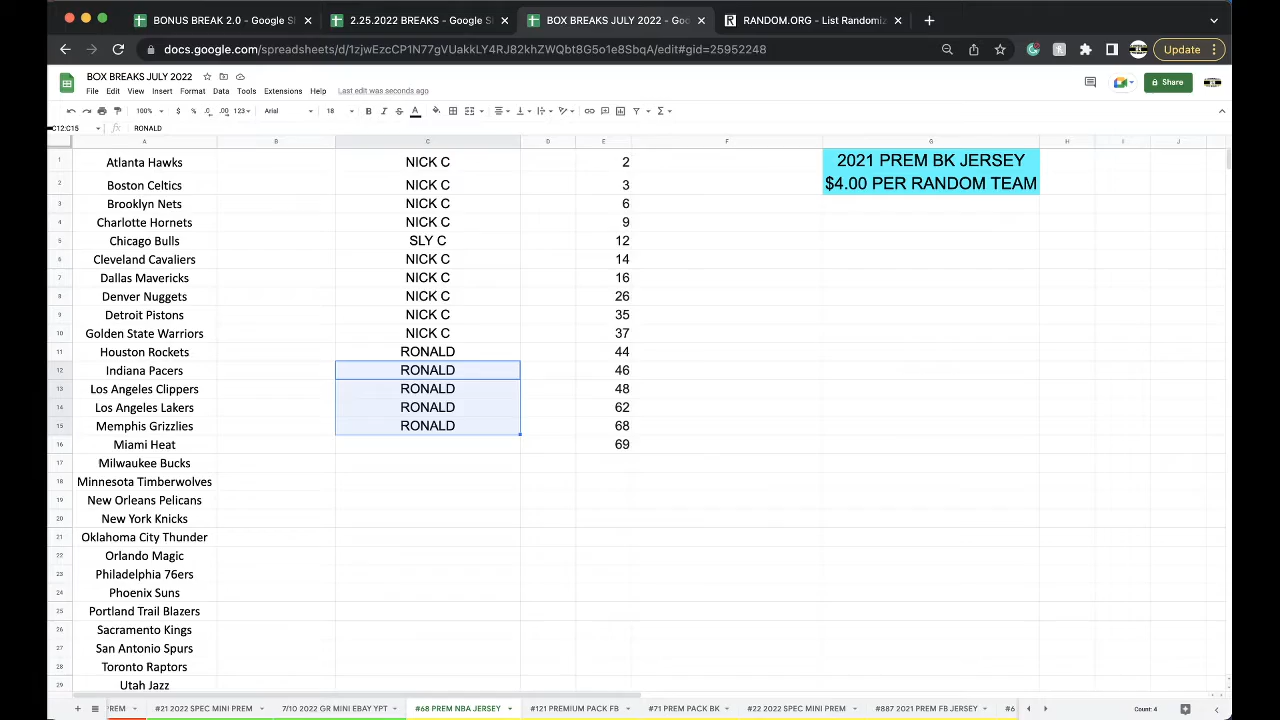 BONUS BREAK 2.0 - Google Sl
2.25.2022 BREAKS - Google S
BOX BREAKS JULY 2022 - Goo
RANDOM.ORG - List Randomiz
docs.google.com/spreadsheets/d/1zjwEzcCP1N77gVUakkLY4RJ82khZWQbt8G5o1e8SbqA/edit#gid=25952248
Update
BOX BREAKS JULY 2022
File Edit View Insert Format Data Tools Extensions Help Last edit was seconds ago
Share
100% $ % .0 .00 123 Arial 18 B I S A
C12:C15 fx RONALD
A B C D E F G H I J
1 Atlanta Hawks NICK C 2 2021 PREM BK JERSEY
2 Boston Celtics NICK C 3 $4.00 PER RANDOM TEAM
3 Brooklyn Nets NICK C 6
4 Charlotte Hornets NICK C 9
5 Chicago Bulls SLY C 12
6 Cleveland Cavaliers NICK C 14
7 Dallas Mavericks NICK C 16
8 Denver Nuggets NICK C 26
9 Detroit Pistons NICK C 35
10 Golden State Warriors NICK C 37
11 Houston Rockets RONALD 44
12 Indiana Pacers RONALD 46
13 Los Angeles Clippers RONALD 48
14 Los Angeles Lakers RONALD 62
15 Memphis Grizzlies RONALD 68
16 Miami Heat 69
17 Milwaukee Bucks
18 Minnesota Timberwolves
19 New Orleans Pelicans
20 New York Knicks
21 Oklahoma City Thunder
22 Orlando Magic
23 Philadelphia 76ers
24 Phoenix Suns
25 Portland Trail Blazers
26 Sacramento Kings
27 San Antonio Spurs
28 Toronto Raptors
29 Utah Jazz
REM #21 2022 SPEC MINI PREM 7/10 2022 GR MINI EBAY YPT #68 PREM NBA JERSEY #121 PREMIUM PACK FB #71 PREM PACK BK #22 2022 SPEC MINI PREM #887 2021 PREM FB JERSEY #6 Count: 4